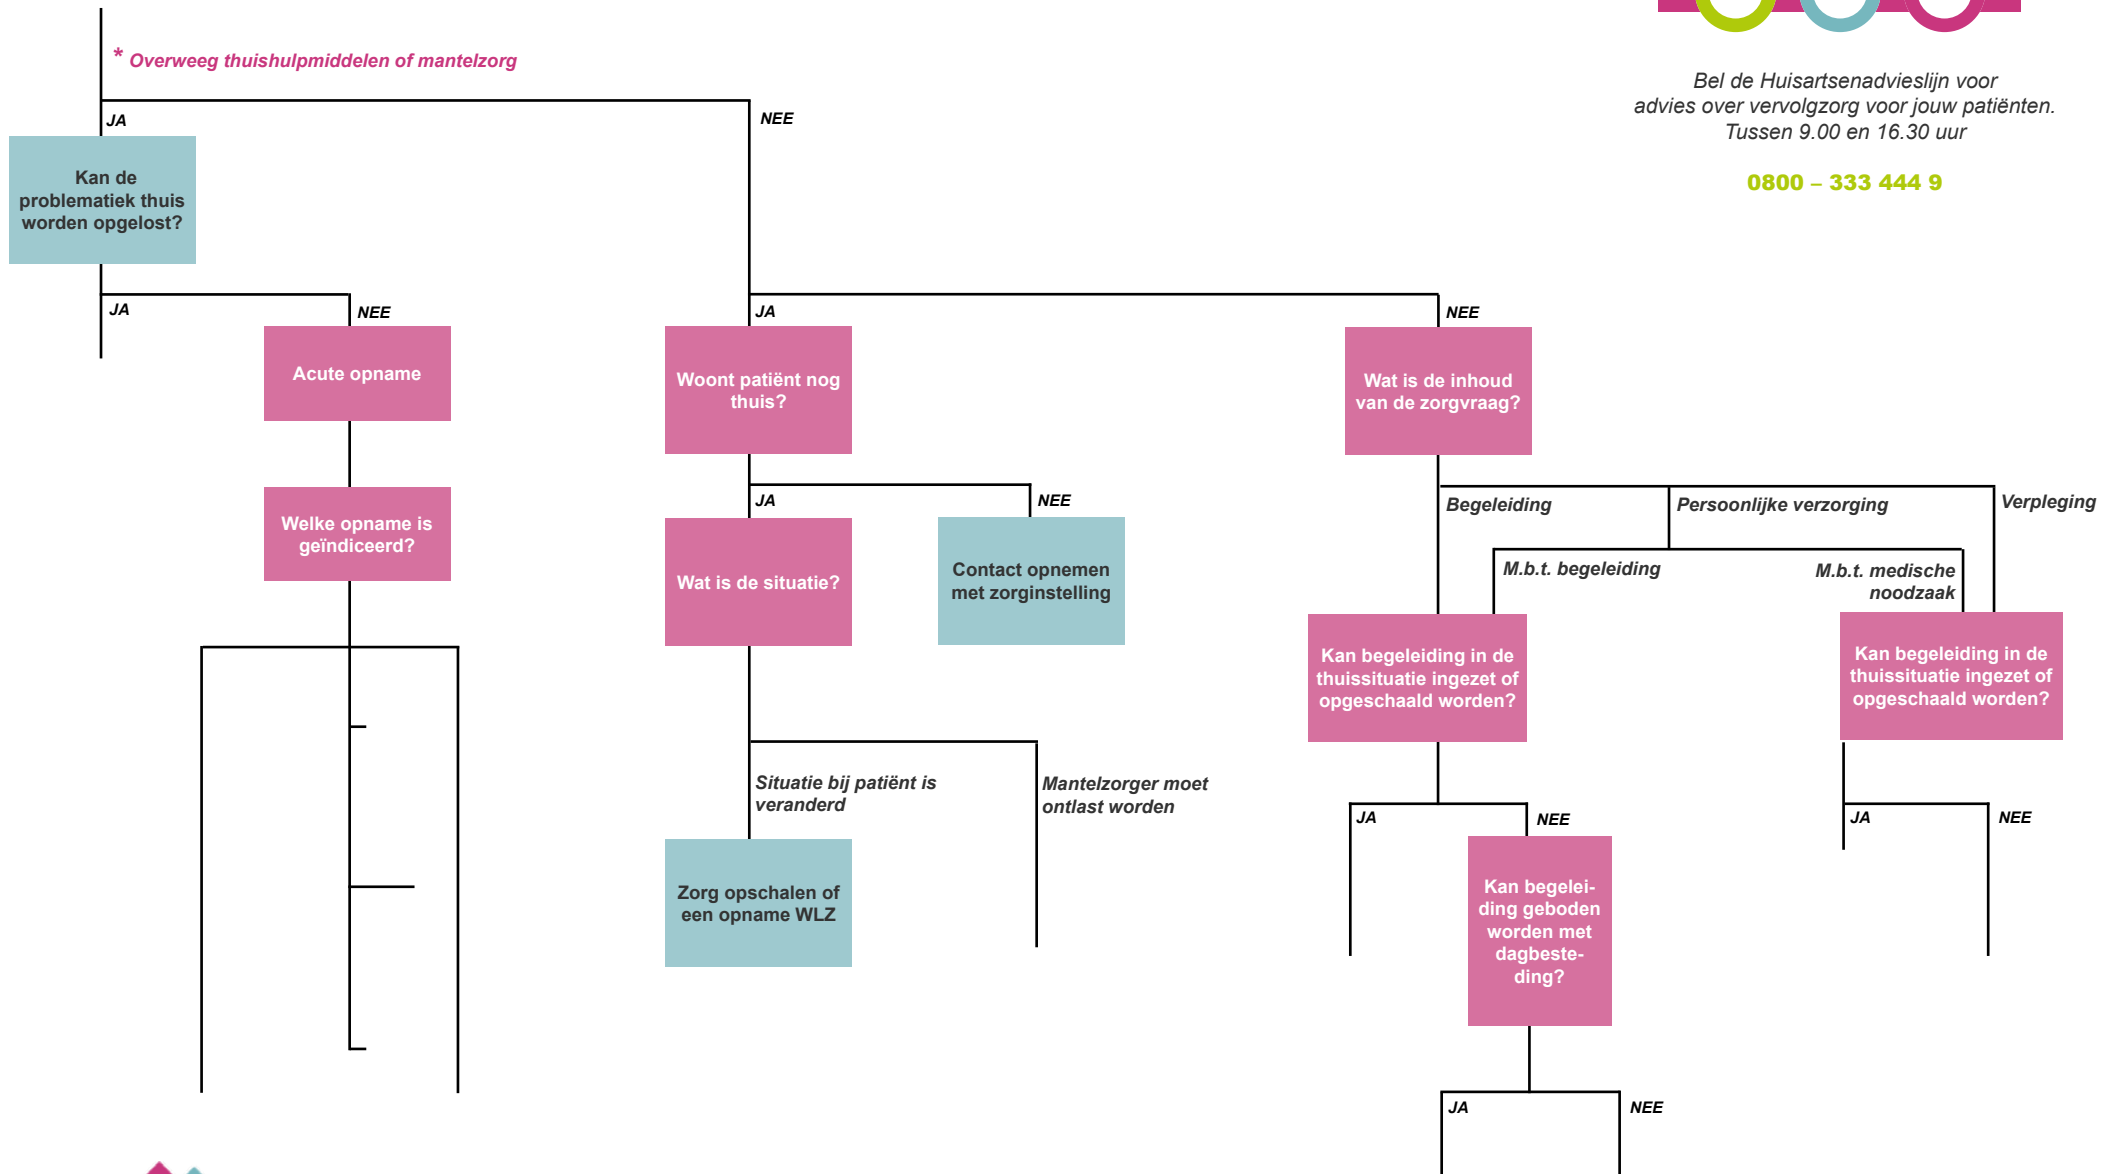 * Overweeg thuishulpmiddelen of mantelzorg
Bel de Huisartsenadvieslijn voor
advies over vervolgzorg voor jouw patiënten.
Tussen 9.00 en 16.30 uur
0800 – 333 444 9
JA
NEE
Kan de
problematiek thuis
worden opgelost?
JA
NEE
JA
NEE
Acute opname
Woont patiënt nog
thuis?
Wat is de inhoud
van de zorgvraag?
Welke opname is
geïndiceerd?
JA
NEE
Begeleiding
Persoonlijke verzorging
Verpleging
Wat is de situatie?
Contact opnemen
met zorginstelling
M.b.t. begeleiding
M.b.t. medische
noodzaak
Kan begeleiding in de
thuissituatie ingezet of
opgeschaald worden?
Kan begeleiding in de
thuissituatie ingezet of
opgeschaald worden?
Situatie bij patiënt is
veranderd
Mantelzorger moet
ontlast worden
JA
NEE
JA
NEE
Zorg opschalen of
een opname WLZ
Kan begelei-
ding geboden
worden met
dagbeste-
ding?
JA
NEE